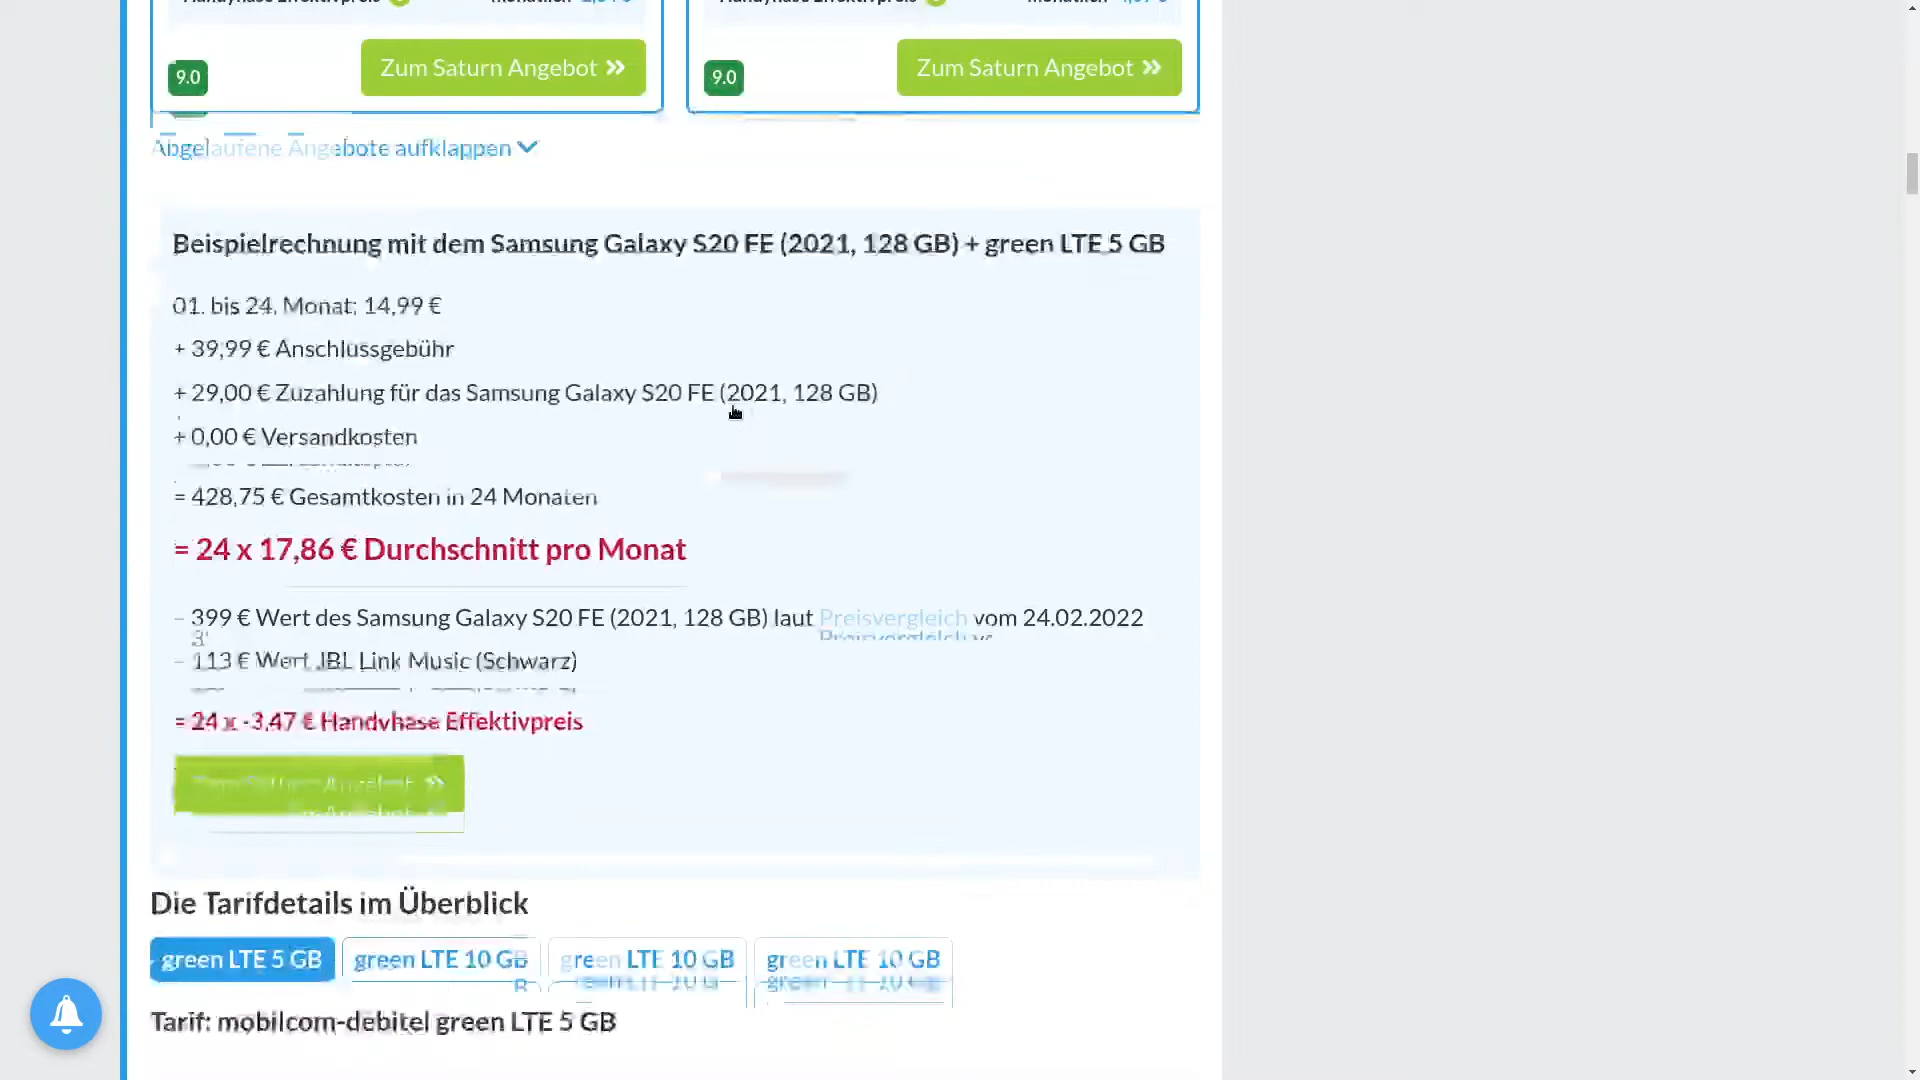 9.0
Zum Saturn Angebot »
9.0
Zum Saturn Angebot »
Abgelaufene Angebote aufklappen
Beispielrechnung mit dem Samsung Galaxy S20 FE (2021, 128 GB) + green LTE 5 GB
01. bis 24. Monat: 14,99 €
+ 39,99 € Anschlussgebühr
+ 29,00 € Zuzahlung für das Samsung Galaxy S20 FE (2021, 128 GB)
+ 0,00 € Versandkosten
= 428,75 € Gesamtkosten in 24 Monaten
= 24 x 17,86 € Durchschnitt pro Monat
– 399 € Wert des Samsung Galaxy S20 FE (2021, 128 GB) laut Preisvergleich vom 24.02.2022
– 113 € Wert JBL Link Music (Schwarz)
= 24 x -3,47 € Handyhase Effektivpreis
Die Tarifdetails im Überblick
green LTE 5 GB
green LTE 10 GB
green LTE 10 GB
green LTE 10 GB
Tarif: mobilcom-debitel green LTE 5 GB